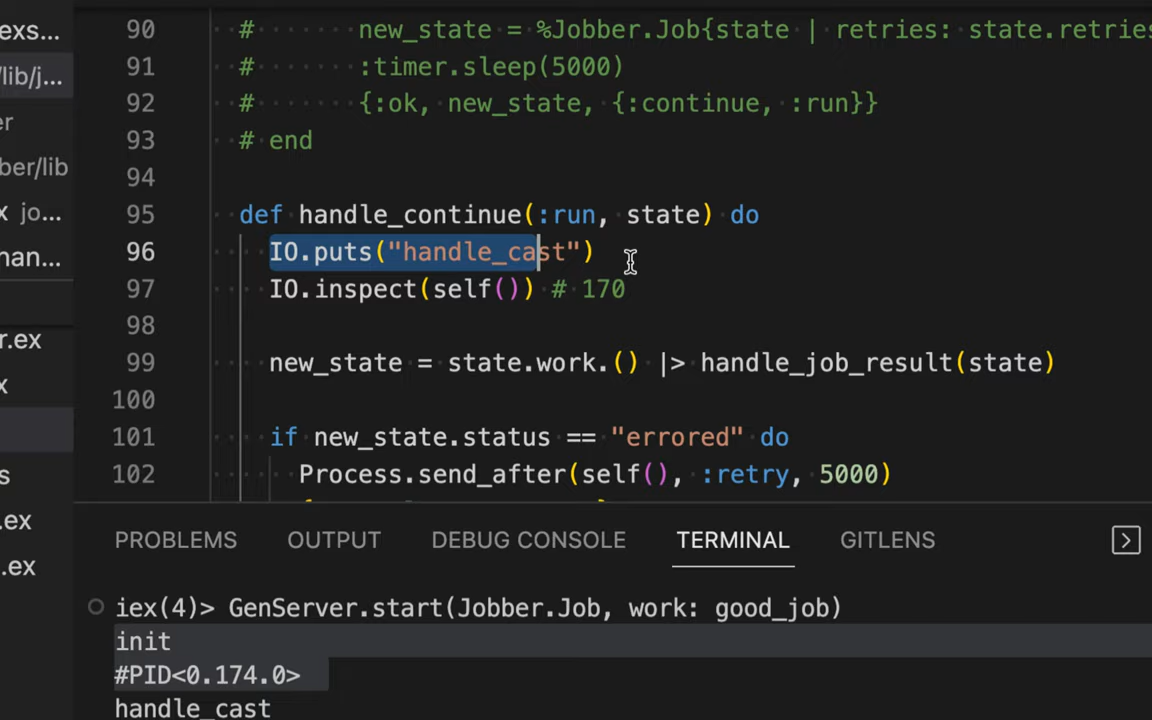 exs...
/lib/j...
er
ber/lib
x jo...
han...
r.ex
x
s
.ex
.ex
90 # new_state = %Jobber.Job{state | retries: state.retries
91 # :timer.sleep(5000)
92 # {:ok, new_state, {:continue, :run}}
93 # end
94
95 def handle_continue(:run, state) do
96 IO.puts("handle_cast")
97 IO.inspect(self()) # 170
98
99 new_state = state.work.() |> handle_job_result(state)
100
101 if new_state.status == "errored" do
102 Process.send_after(self(), :retry, 5000)
PROBLEMS OUTPUT DEBUG CONSOLE TERMINAL GITLENS
iex(4)> GenServer.start(Jobber.Job, work: good_job)
init
#PID<0.174.0>
handle_cast